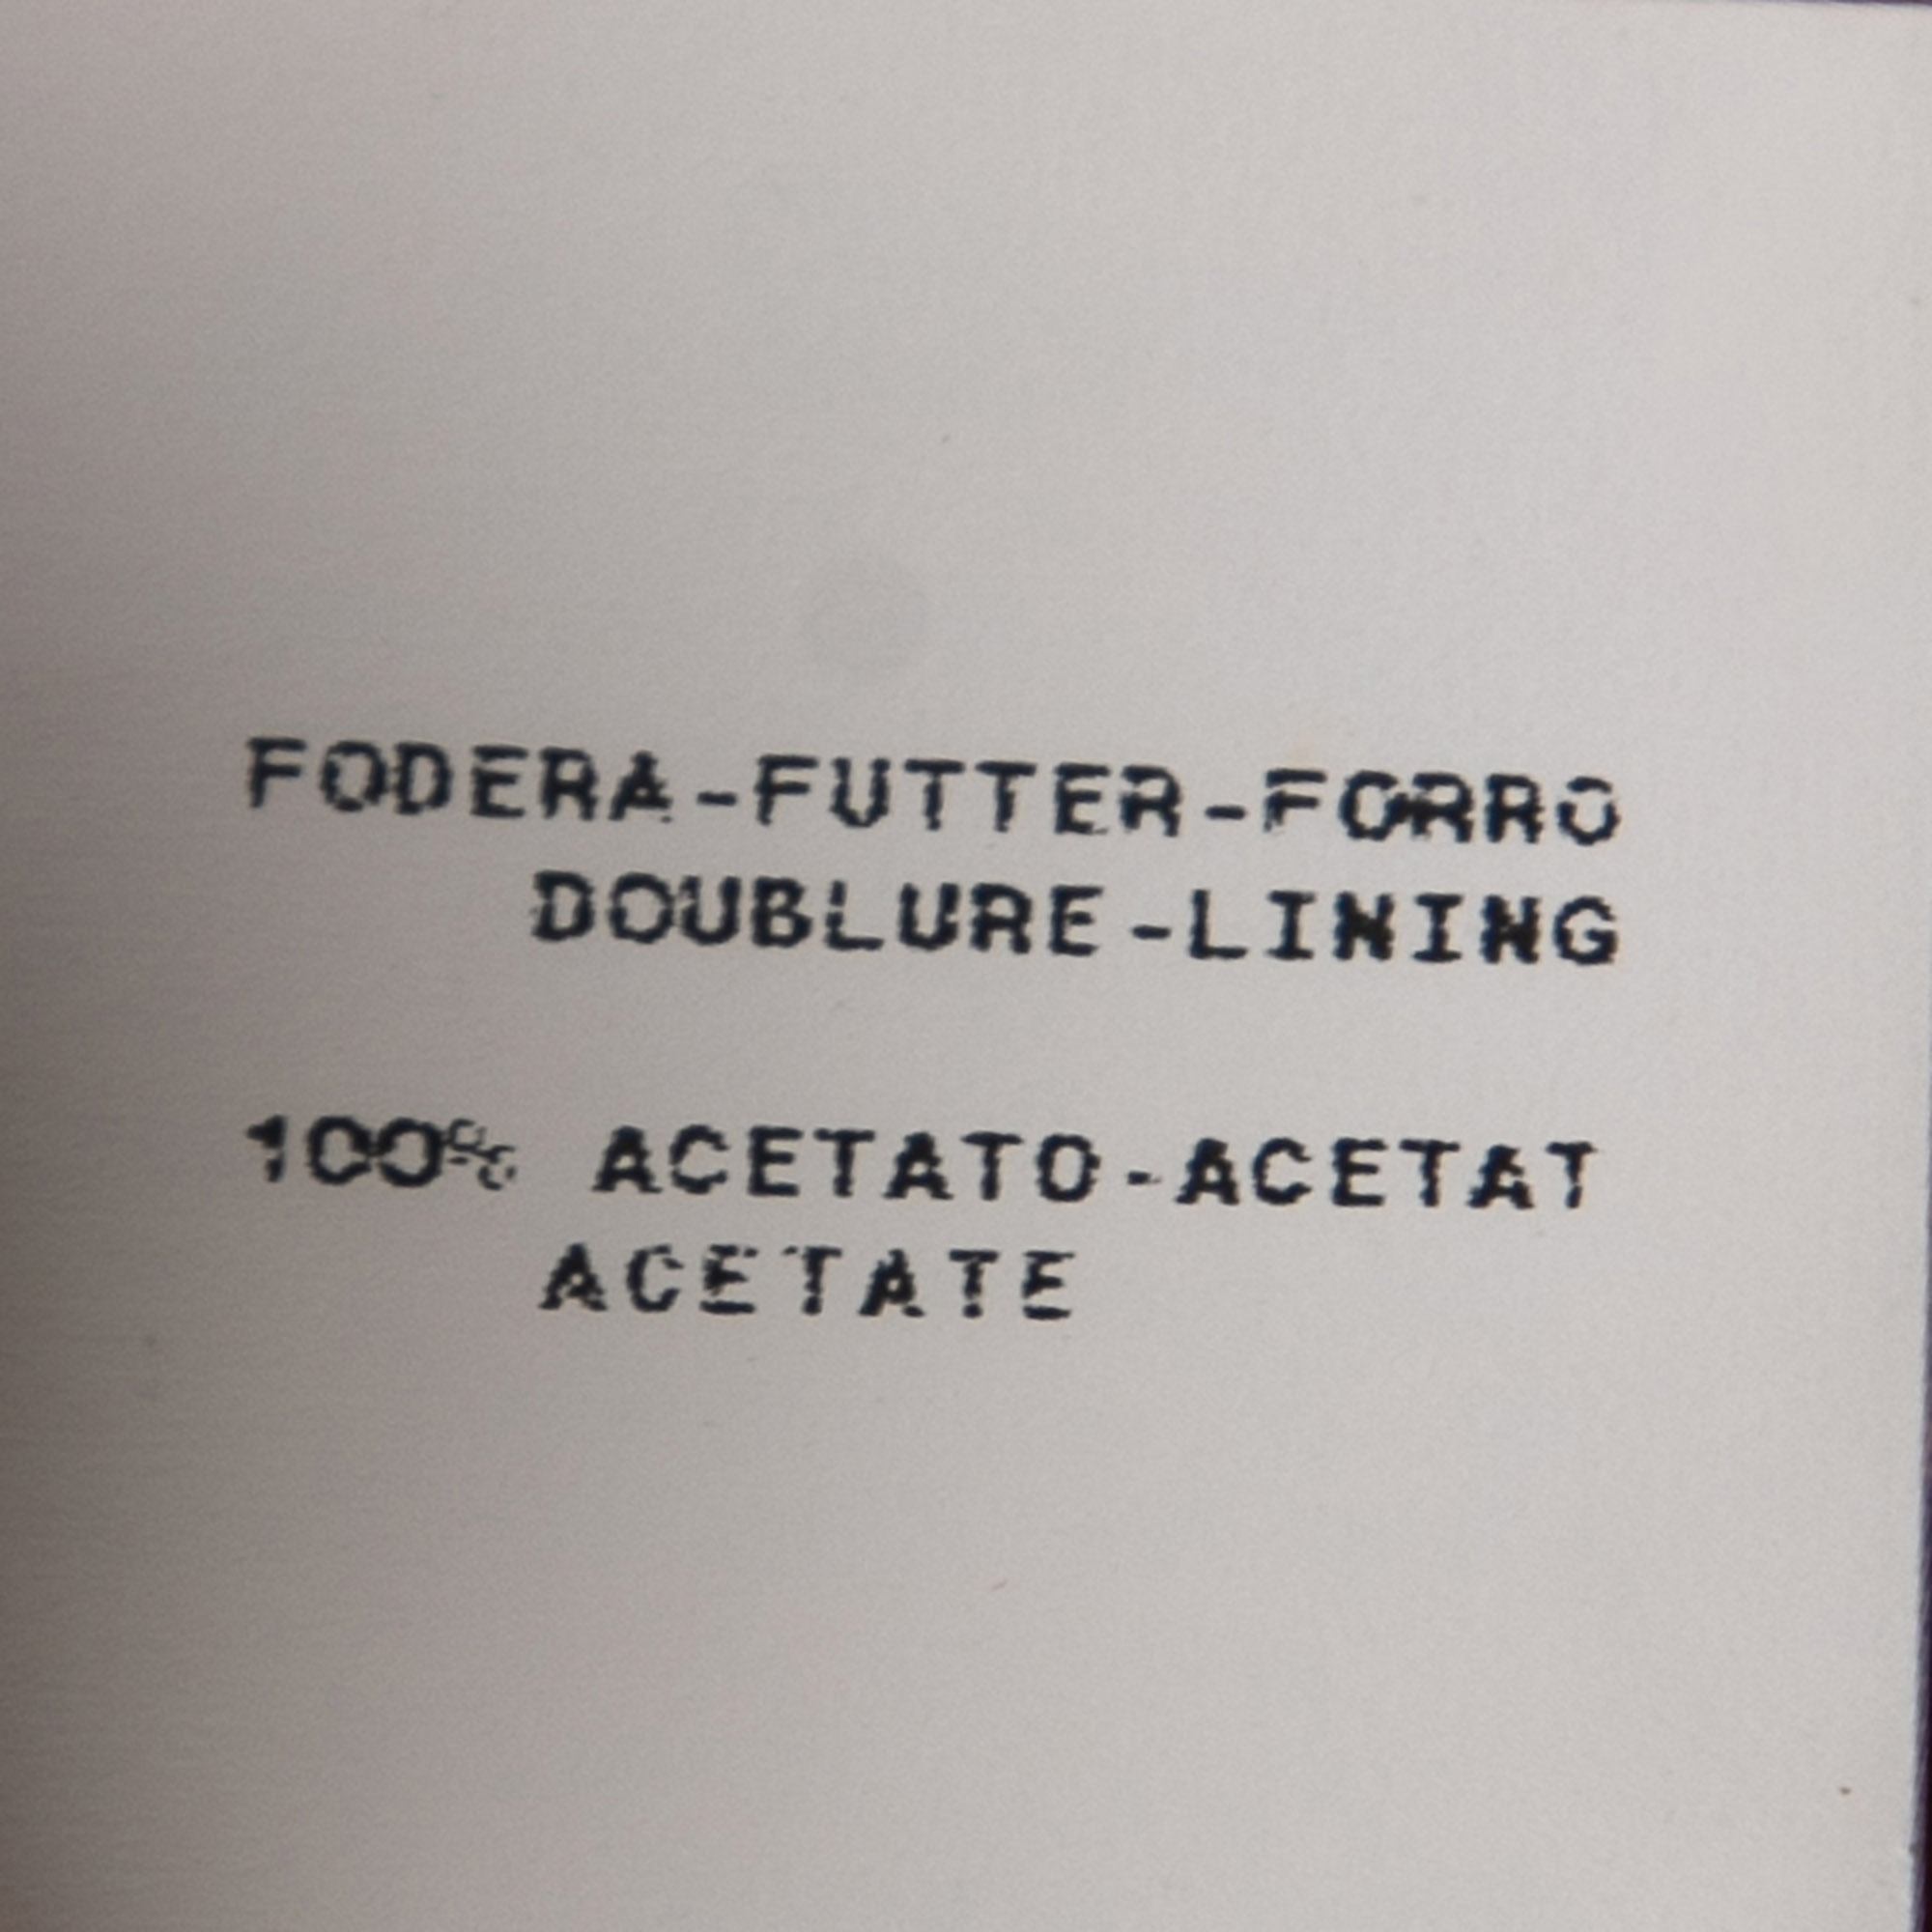 FODERA-FUTTER-FORRO
DOUBLURE-LINING
100% ACETATO-ACETAT
ACETATE